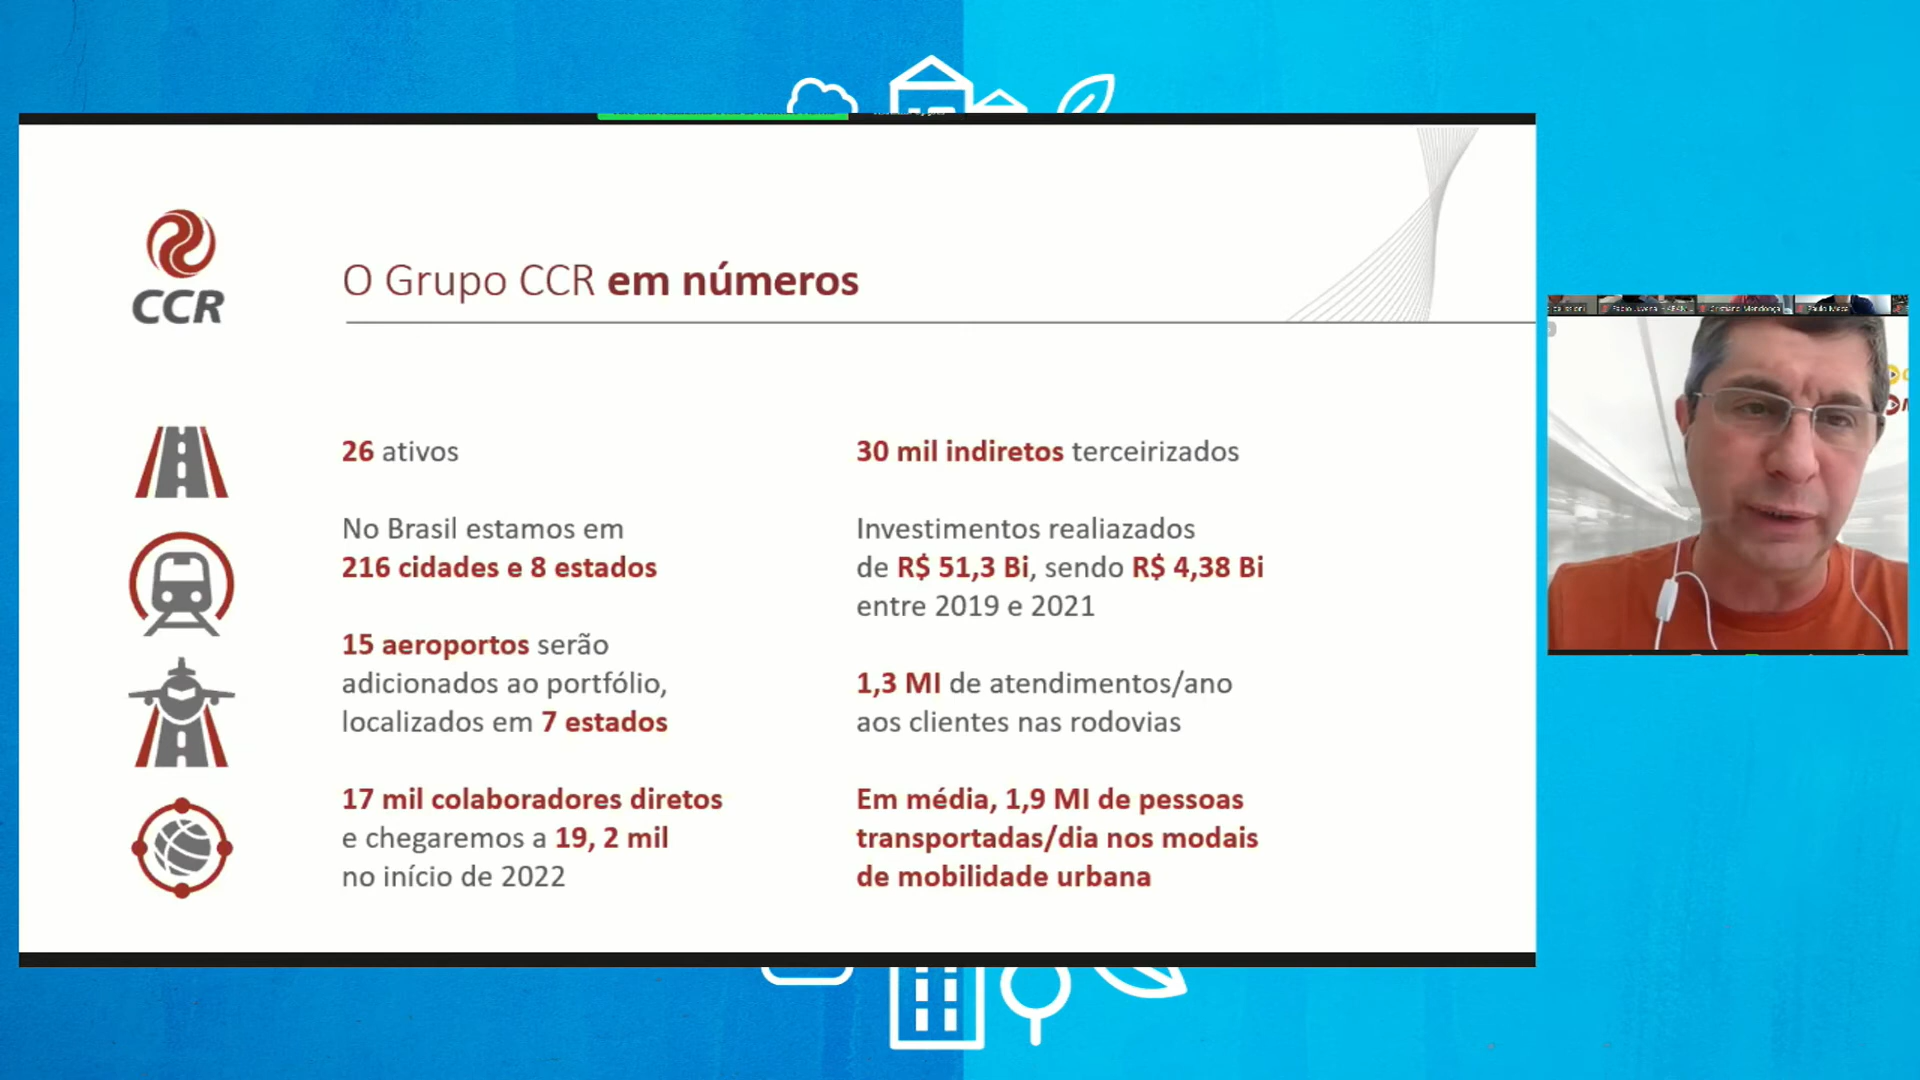 CCR
O Grupo CCR em números
26 ativos
No Brasil estamos em
216 cidades e 8 estados
15 aeroportos serão
adicionados ao portfólio,
localizados em 7 estados
17 mil colaboradores diretos
e chegaremos a 19, 2 mil
no início de 2022
30 mil indiretos terceirizados
Investimentos realiazados
de R$ 51,3 Bi, sendo R$ 4,38 Bi
entre 2019 e 2021
1,3 MI de atendimentos/ano
aos clientes nas rodovias
Em média, 1,9 MI de pessoas
transportadas/dia nos modais
de mobilidade urbana
Cristiano Mendonça
Paulo Meca